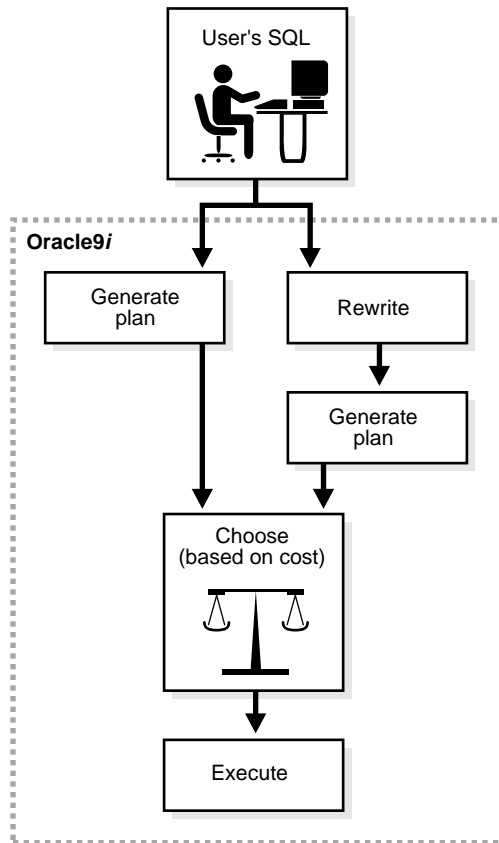 User's SQL
Oracle9i
Generate
plan
Rewrite
Generate
plan
Choose
(based on cost)
Execute